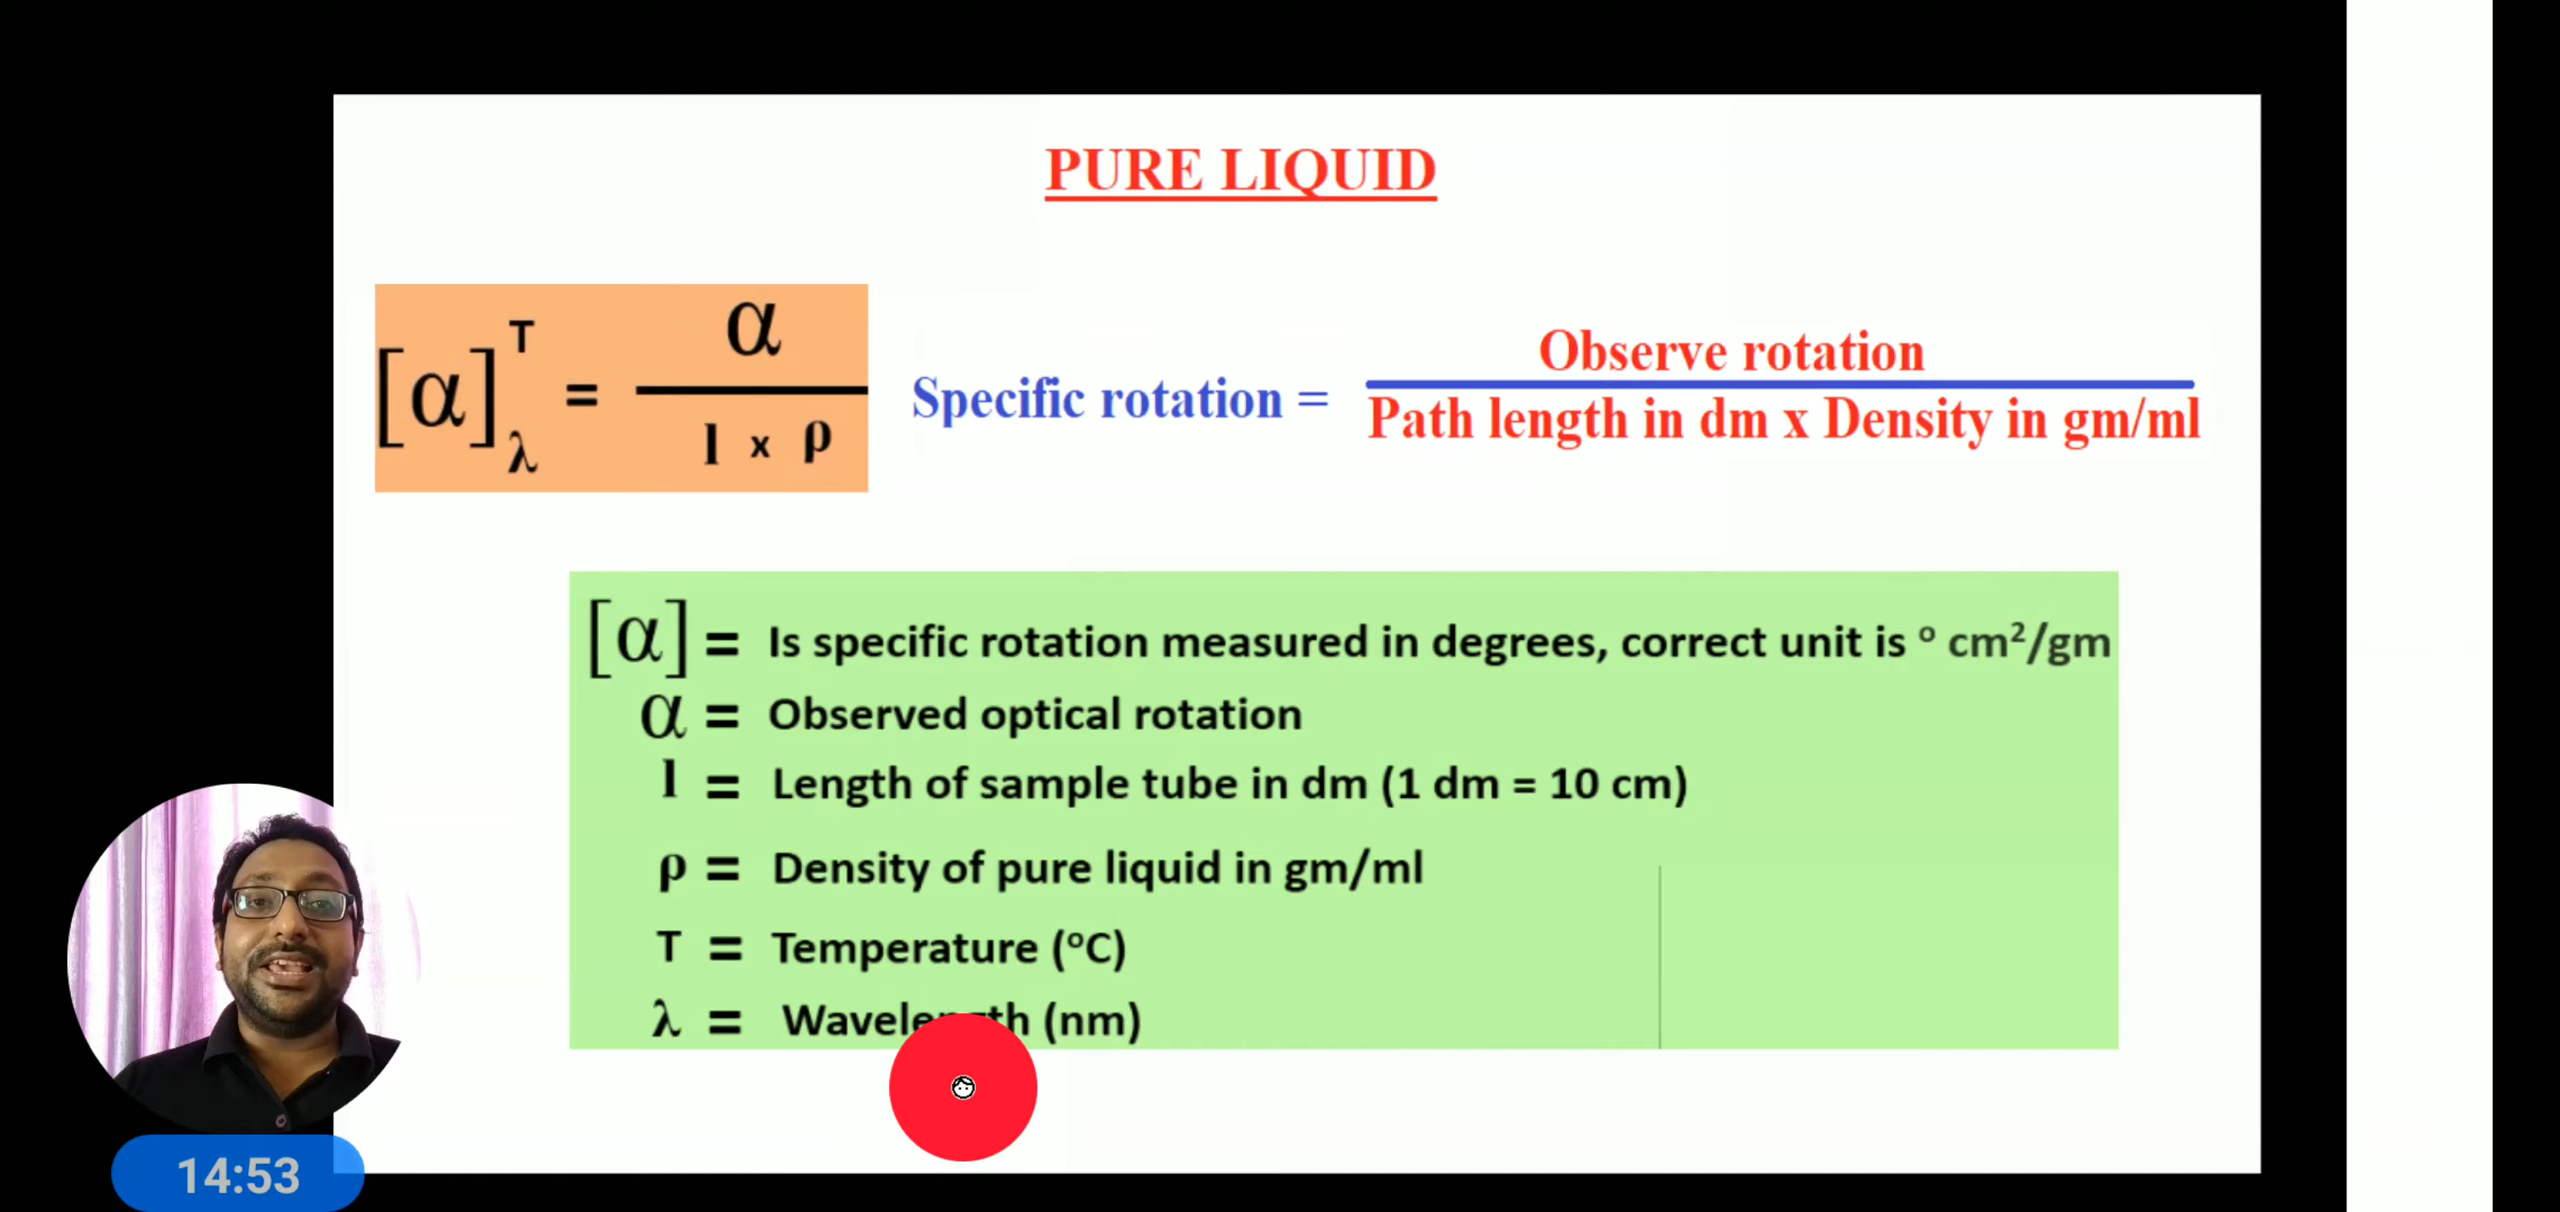 PURE LIQUID
[α]
T
λ
=
α
l x ρ
Specific rotation =
Observe rotation
Path length in dm x Density in gm/ml
[α] = Is specific rotation measured in degrees, correct unit is ° cm²/gm
α = Observed optical rotation
l = Length of sample tube in dm (1 dm = 10 cm)
ρ = Density of pure liquid in gm/ml
T = Temperature (°C)
λ = Wavelength (nm)
14:53